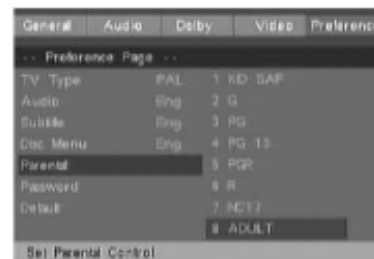 General Audio Dolby Video Preferenc
-- Preference Page --
TV Type PAL 1 KD SAF
Audio Eng 2 G
Subtitle Eng 3 PG
Disc Menu Eng 4 PG 13
Parental 5 PGR
Password 6 R
Default 7 NC17
8 ADULT
Set Parental Control